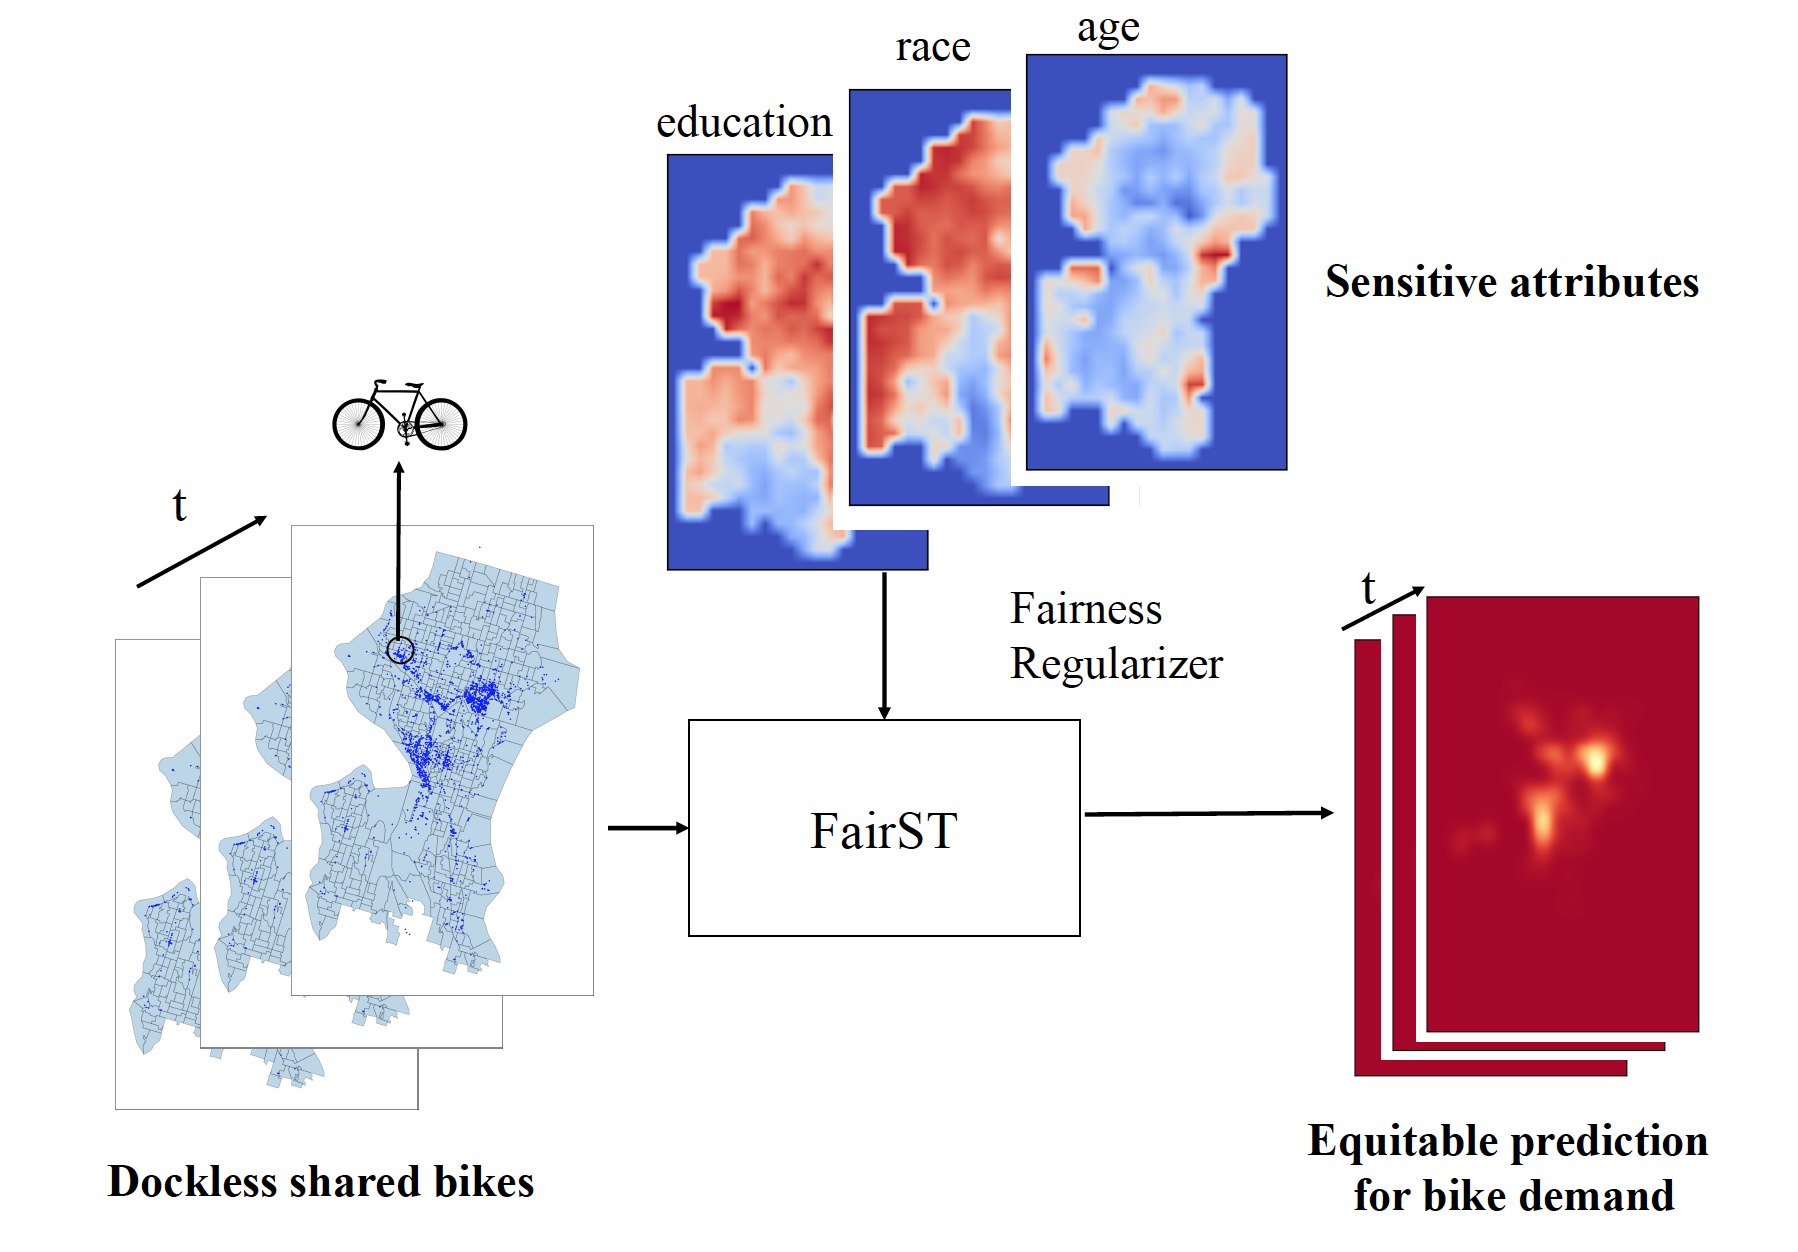 age
race
education
Sensitive attributes
t
Fairness
Regularizer
t
FairST
Dockless shared bikes
Equitable prediction
for bike demand